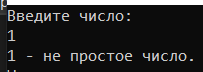 Введите число:
1
1 - не простое число.